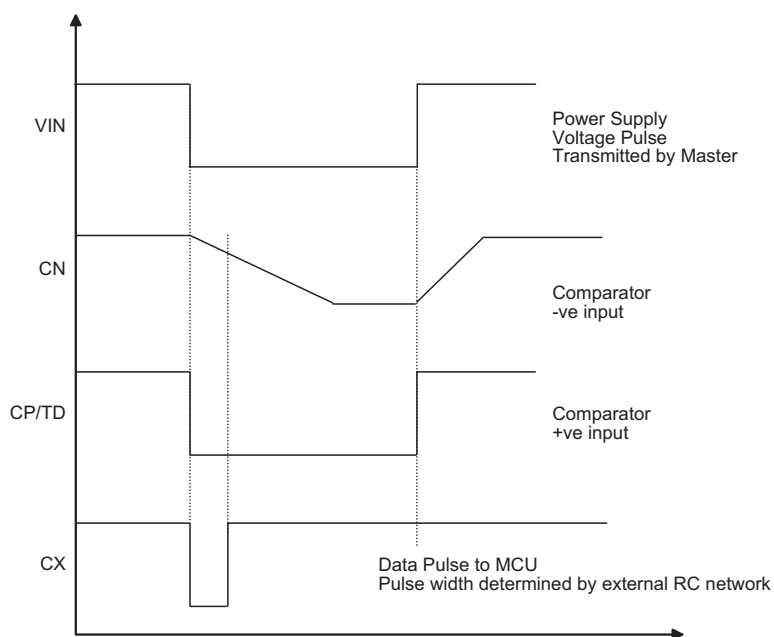 VIN
Power Supply
Voltage Pulse
Transmitted by Master
CN
Comparator
-ve input
CP/TD
Comparator
+ve input
CX
Data Pulse to MCU
Pulse width determined by external RC network